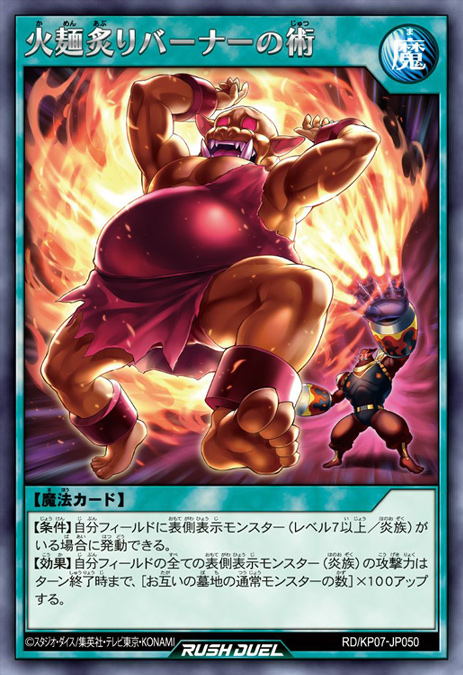 火麺炙りバーナーの術
魔
【魔法カード】
【条件】自分フィールドに表側表示モンスター(レベル7以上/炎族)が
いる場合に発動できる。
【効果】自分フィールドの全ての表側表示モンスター(炎族)の攻撃力は
ターン終了時まで、[お互いの墓地の通常モンスターの数]×100アップ
する。
©スタジオ・ダイス/集英社・テレビ東京・KONAMI
RUSH DUEL
RD/KP07-JP050